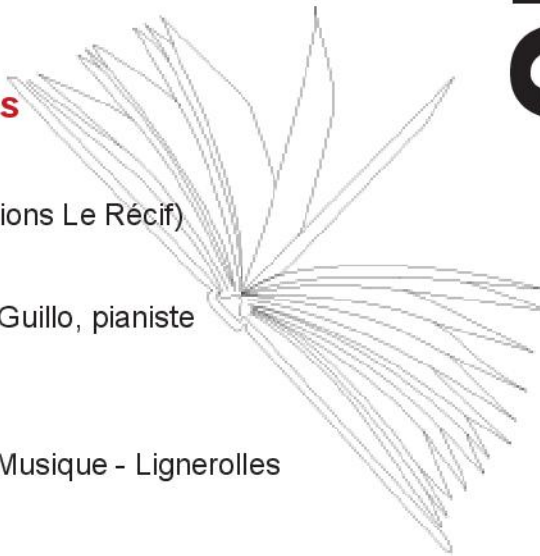 s
ions Le Récif)
Guillo, pianiste
Musique - Lignerolles